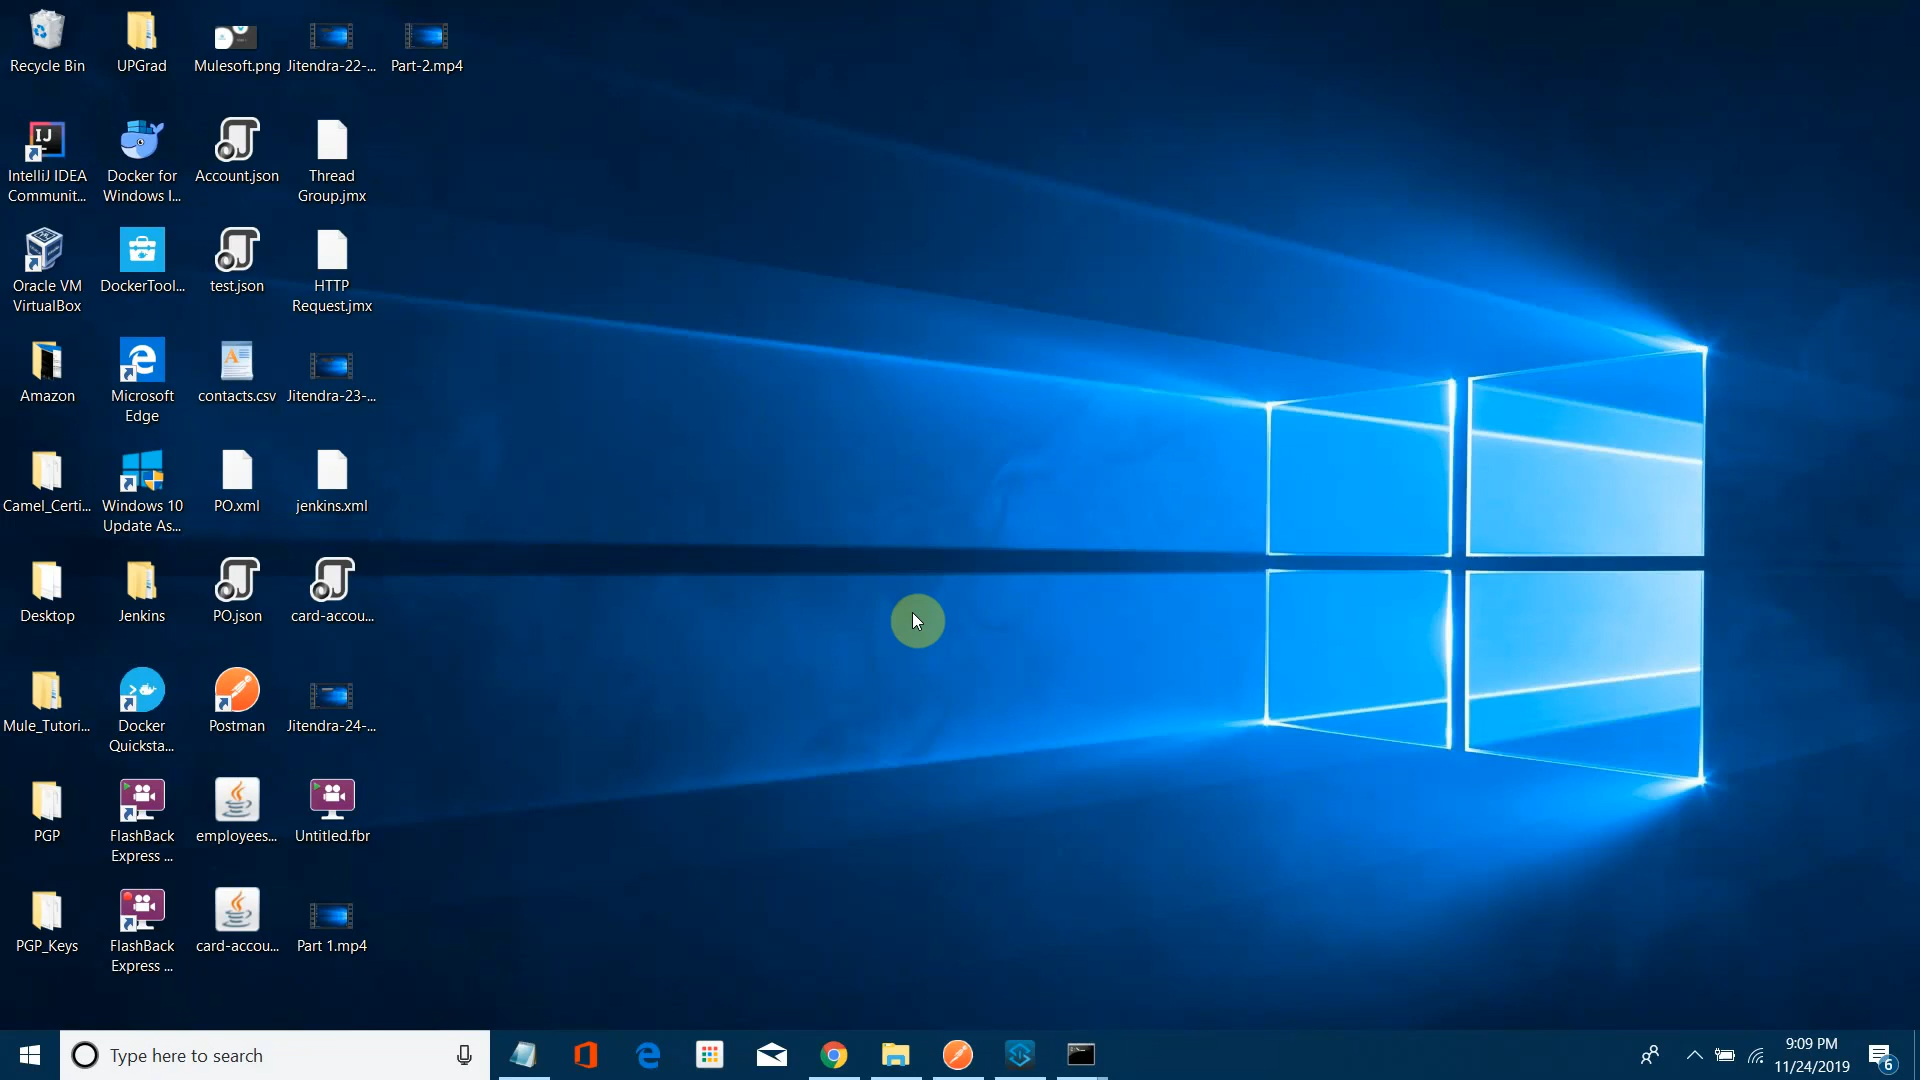 Recycle Bin
UPGrad
Mulesoft.png
Jitendra-22-...
Part-2.mp4
IJ
IntelliJ IDEA
Communit...
Docker for
Windows I...
Account.json
Thread
Group.jmx
Oracle VM
VirtualBox
DockerTool...
test.json
HTTP
Request.jmx
Amazon
Microsoft
Edge
contacts.csv
Jitendra-23-...
Camel_Certi...
Windows 10
Update As...
PO.xml
jenkins.xml
Desktop
Jenkins
PO.json
card-accou...
Mule_Tutori...
Docker
Quicksta...
Postman
Jitendra-24-...
PGP
FlashBack
Express ...
employees...
Untitled.fbr
PGP_Keys
FlashBack
Express ...
card-accou...
Part 1.mp4
Type here to search
9:09 PM
11/24/2019
6